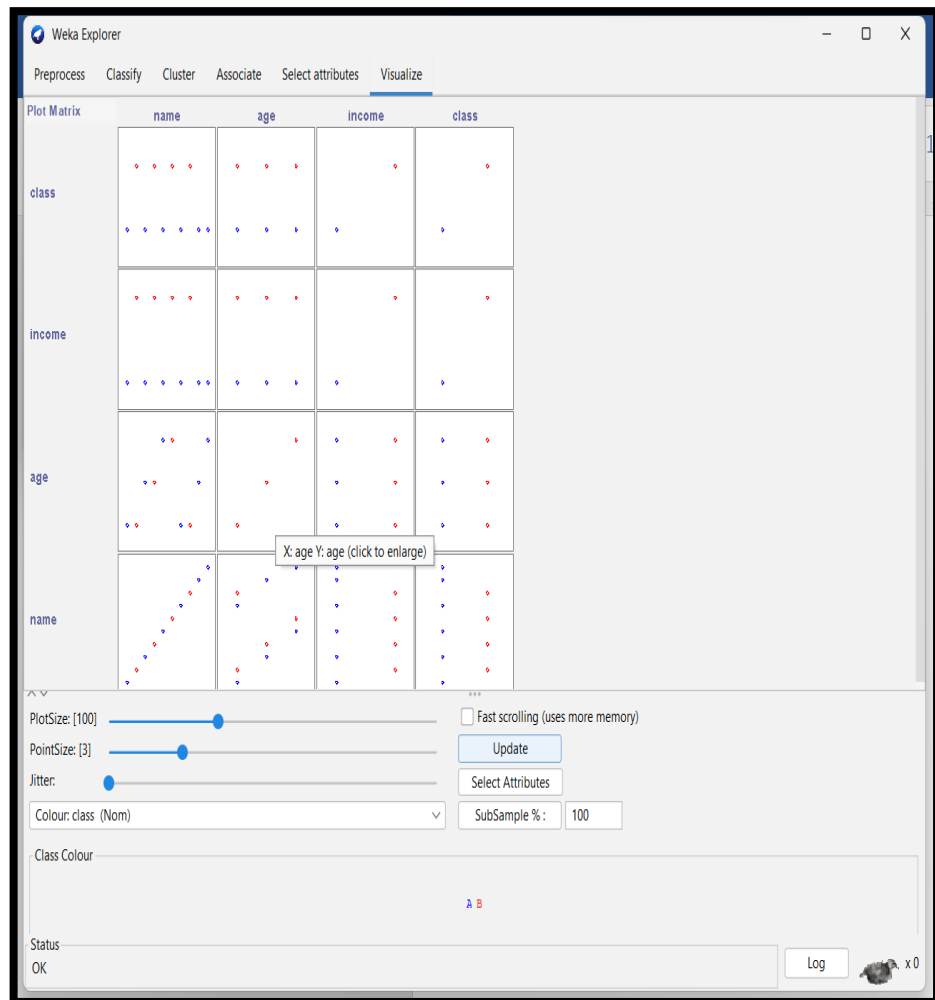 Weka Explorer
Preprocess Classify Cluster Associate Select attributes Visualize
Plot Matrix name age income class
1
class
income
age
X: age Y: age (click to enlarge)
name
PlotSize: [100] Fast scrolling (uses more memory)
PointSize: [3] Update
Jitter: Select Attributes
Colour: class (Nom) SubSample % : 100
Class Colour
A B
Status
OK
Log x 0